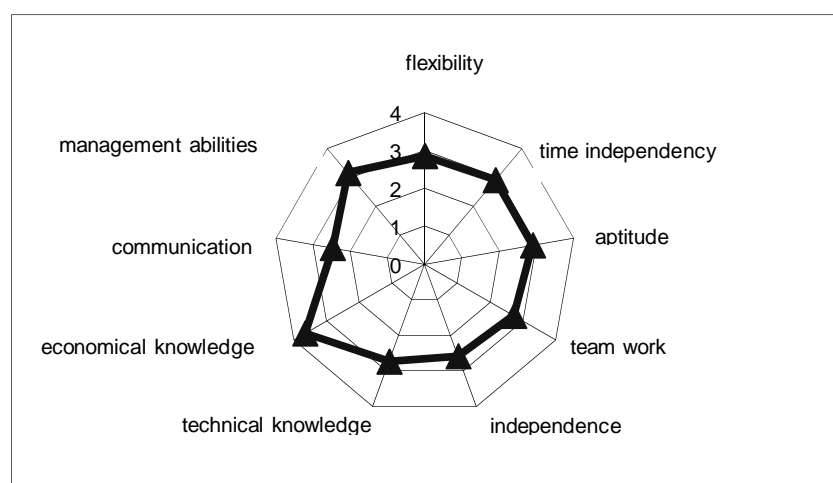 flexibility
4
management abilities
time independency
3
2
communication
1
aptitude
0
economical knowledge
team work
technical knowledge
independence